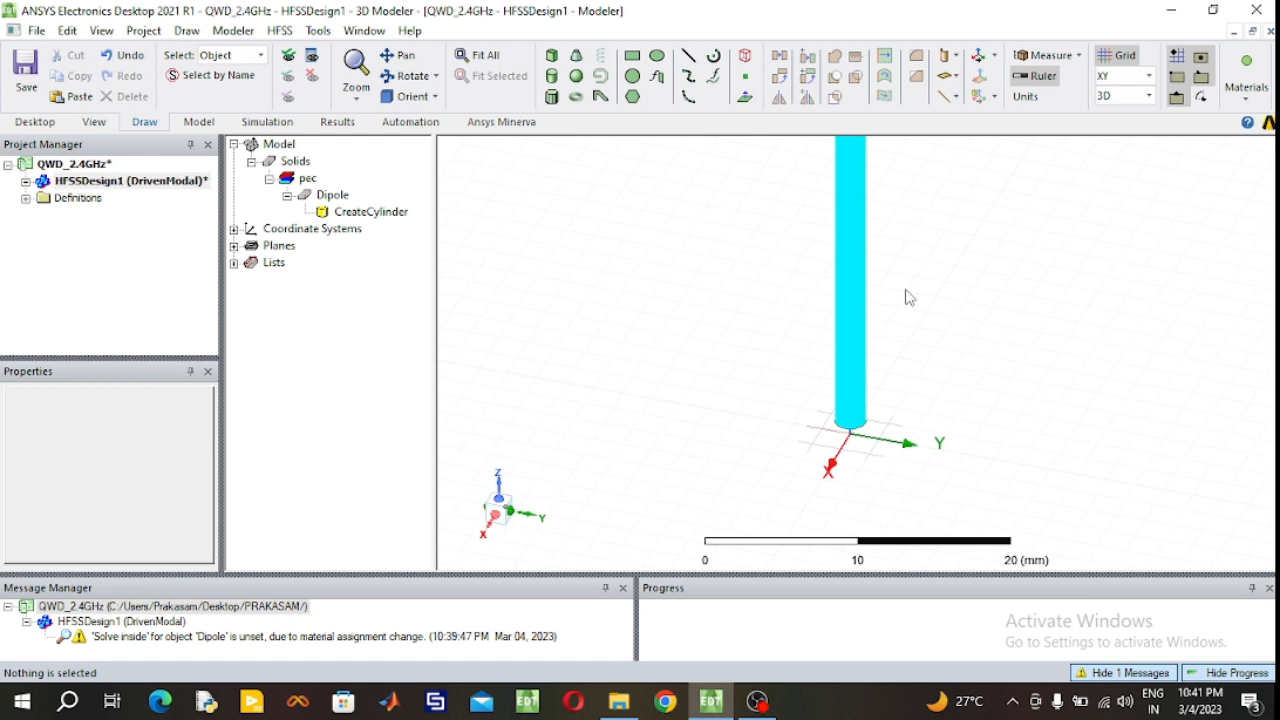 ANSYS Electronics Desktop 2021 R1 - QWD_2.4GHz - HFSSDesign1 - 3D Modeler - [QWD_2.4GHz - HFSSDesign1 - Modeler]
File Edit View Project Draw Modeler HFSS Tools Window Help
Save
Cut
Copy
Paste
Undo
Redo
Delete
Select: Object
Select by Name
Zoom
Pan
Rotate
Orient
Fit All
Fit Selected
Measure
Ruler
Units
Grid
XY
3D
Materials
Desktop View Draw Model Simulation Results Automation Ansys Minerva
Project Manager
QWD_2.4GHz*
HFSSDesign1 (DrivenModal)*
Definitions
Properties
Model
Solids
pec
Dipole
CreateCylinder
Coordinate Systems
Planes
Lists
Y
X
Z
Y
X
0 10 20 (mm)
Message Manager
QWD_2.4GHz (C:/Users/Prakasam/Desktop/PRAKASAM/)
HFSSDesign1 (DrivenModal)
'Solve inside' for object 'Dipole' is unset, due to material assignment change. (10:39:47 PM Mar 04, 2023)
Progress
Activate Windows
Go to Settings to activate Windows.
Nothing is selected
Hide 1 Messages
Hide Progress
27°C
ENG
IN
10:41 PM
3/4/2023
3